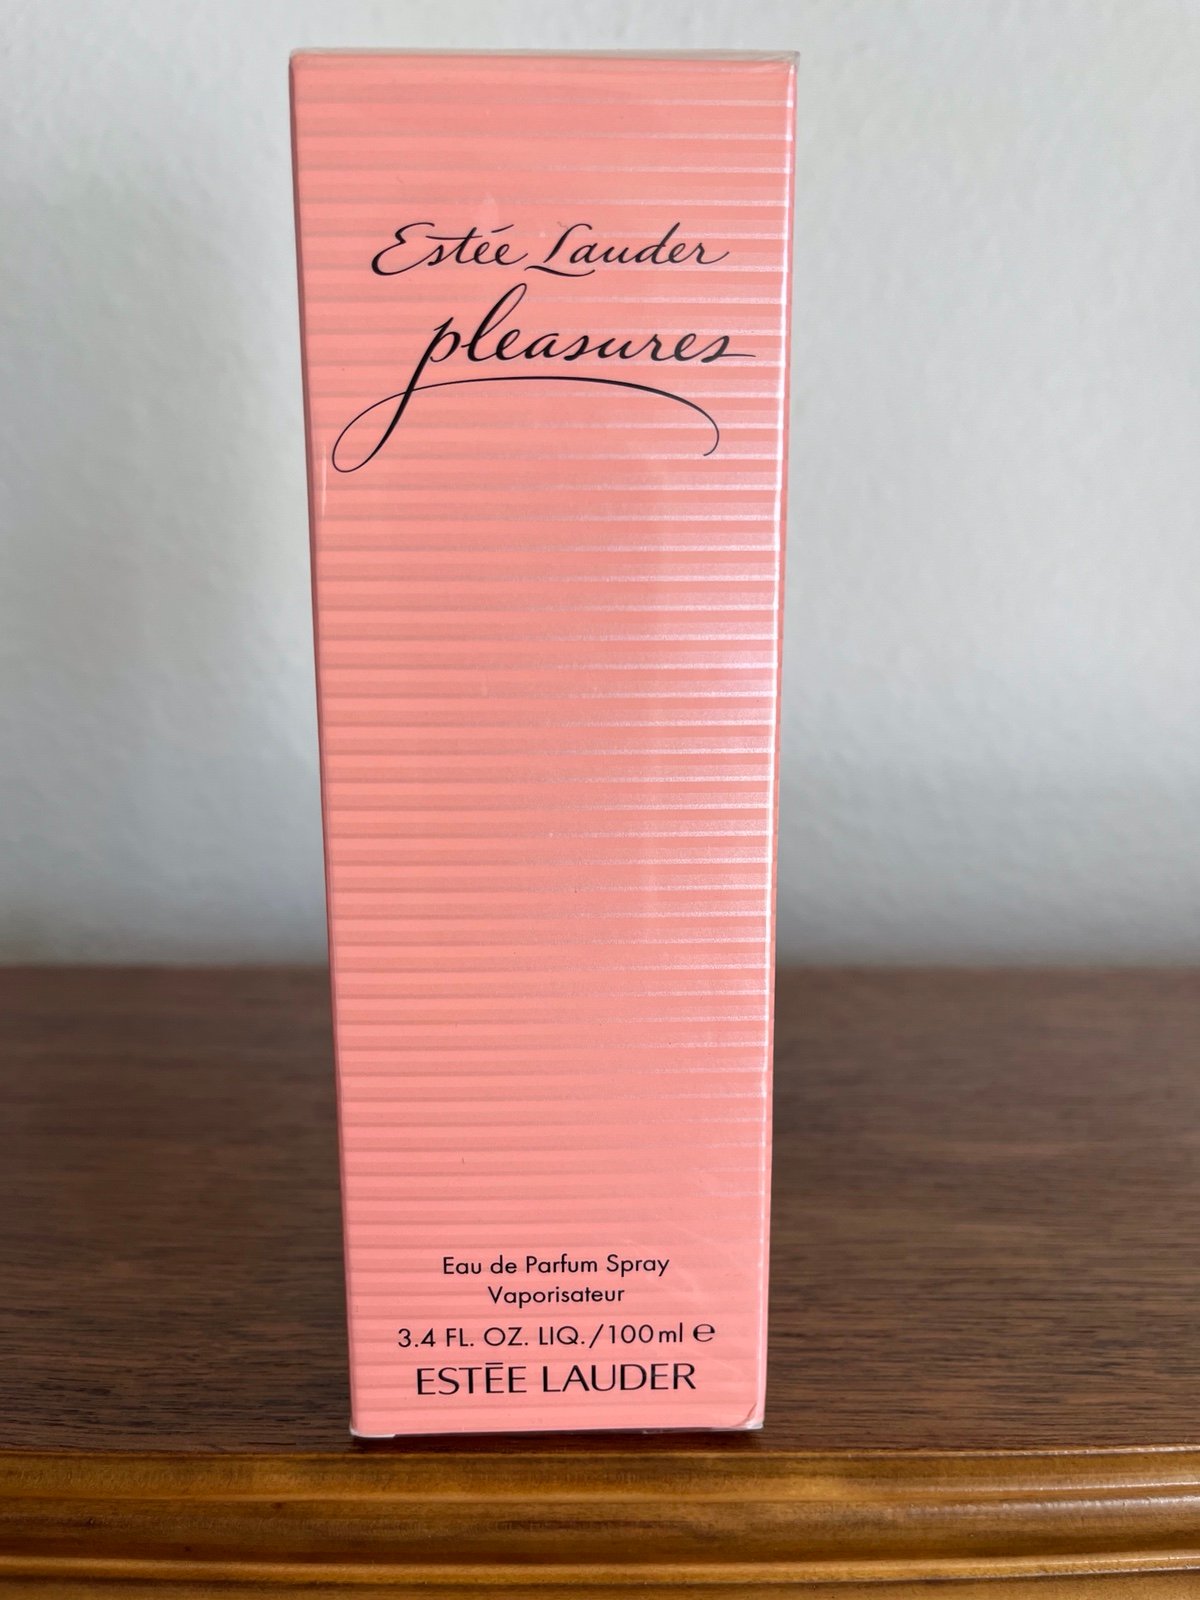 Estée Lauder
pleasures
Eau de Parfum Spray
Vaporisateur
3.4 FL. OZ. LIQ./100ml ℮
ESTĒE LAUDER